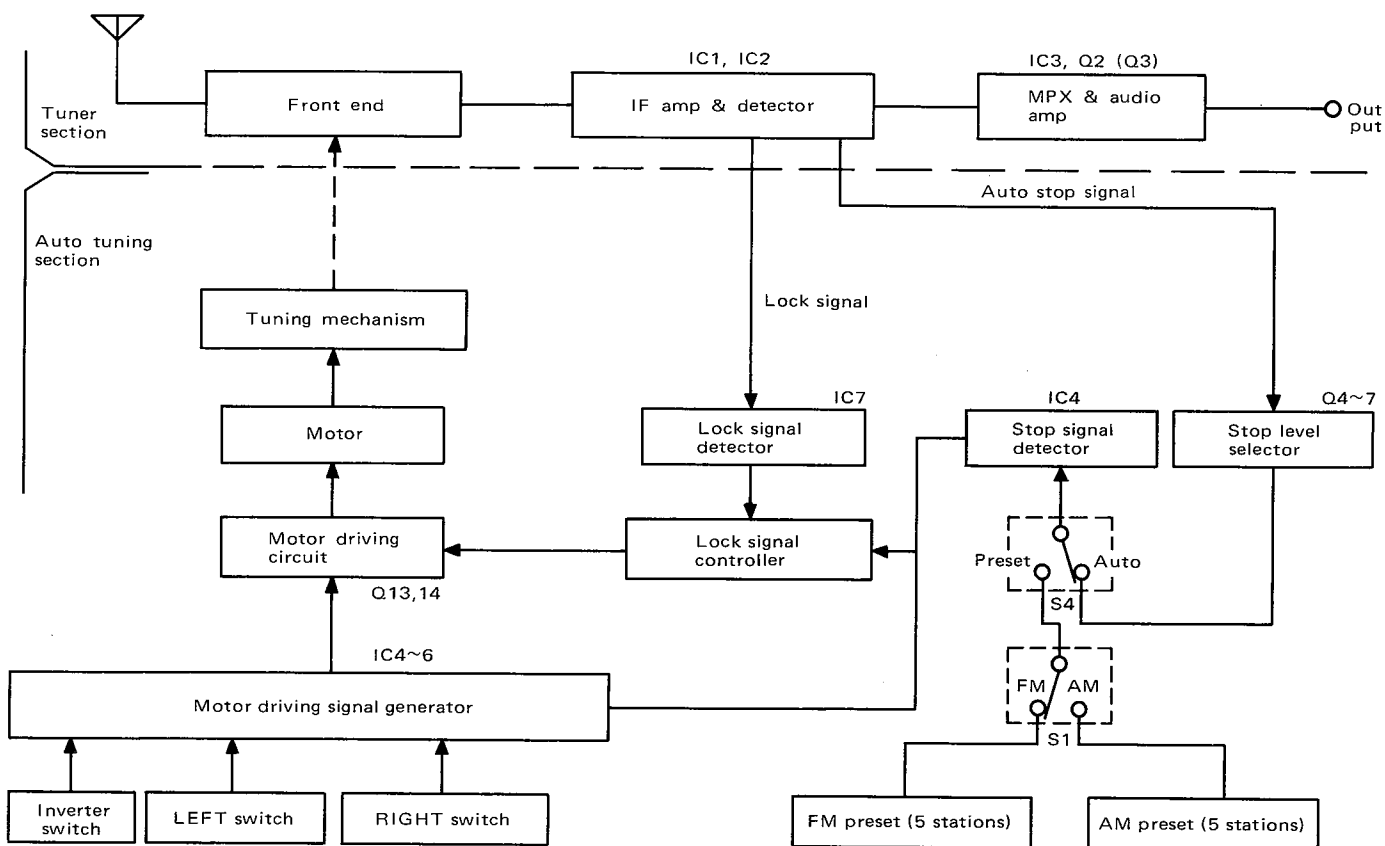 IC1, IC2
IC3, Q2 (Q3)
Front end
IF amp & detector
MPX & audio
amp
Out
put
Tuner
section
Auto stop signal
Auto tuning
section
Lock signal
Tuning mechanism
IC7
IC4
Q4~7
Motor
Lock signal
detector
Stop signal
detector
Stop level
selector
Motor driving
circuit
Lock signal
controller
Preset
Auto
S4
Q13,14
IC4~6
Motor driving signal generator
FM
AM
S1
Inverter
switch
LEFT switch
RIGHT switch
FM preset (5 stations)
AM preset (5 stations)